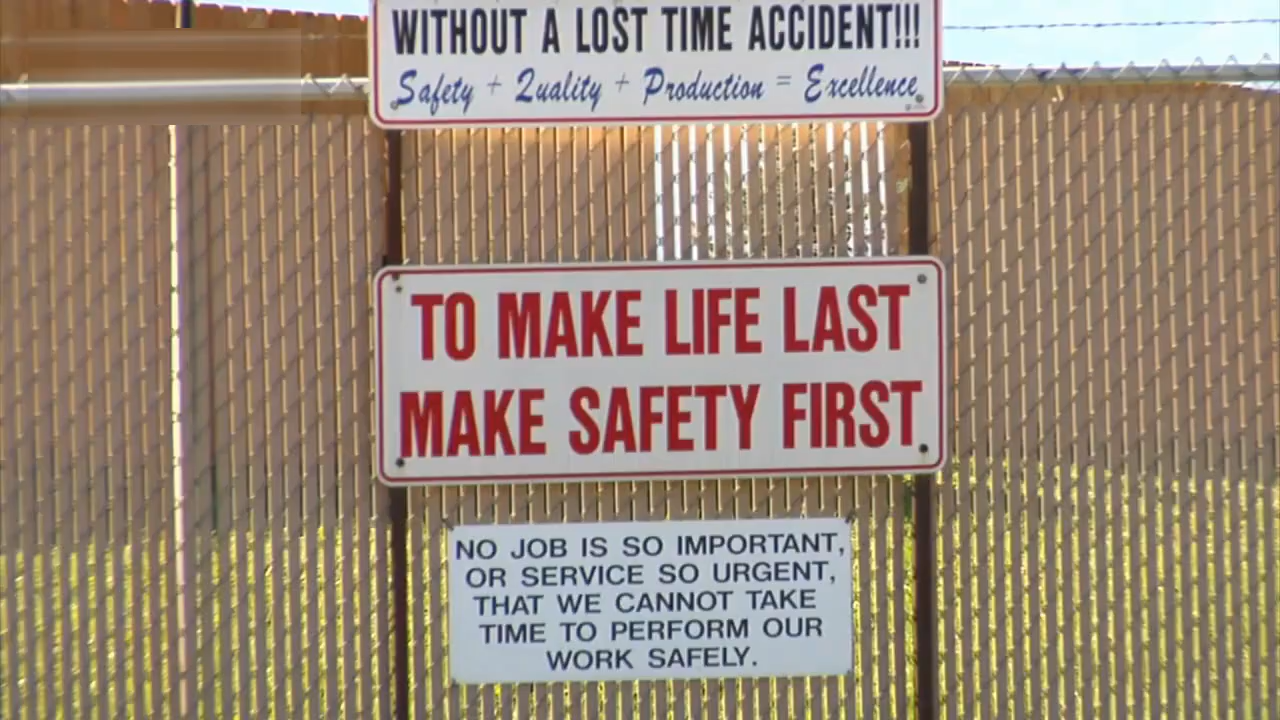 WITHOUT A LOST TIME ACCIDENT!!!
Safety + Quality + Production = Excellence
TO MAKE LIFE LAST
MAKE SAFETY FIRST
NO JOB IS SO IMPORTANT,
OR SERVICE SO URGENT,
THAT WE CANNOT TAKE
TIME TO PERFORM OUR
WORK SAFELY.